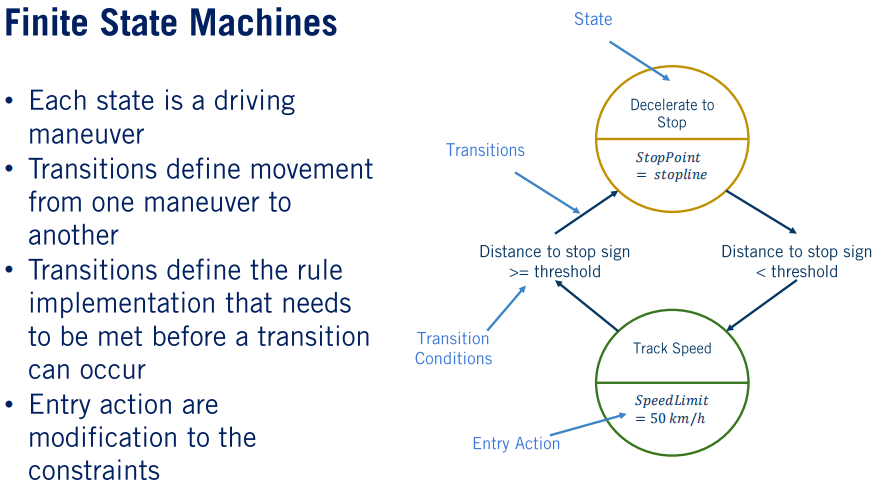 Finite State Machines
• Each state is a driving
maneuver
• Transitions define movement
from one maneuver to
another
• Transitions define the rule
implementation that needs
to be met before a transition
can occur
• Entry action are
modification to the
constraints
State
Decelerate to
Stop
StopPoint
= stopline
Transitions
Distance to stop sign
>= threshold
Distance to stop sign
< threshold
Transition
Conditions
Track Speed
SpeedLimit
= 50 km/h
Entry Action